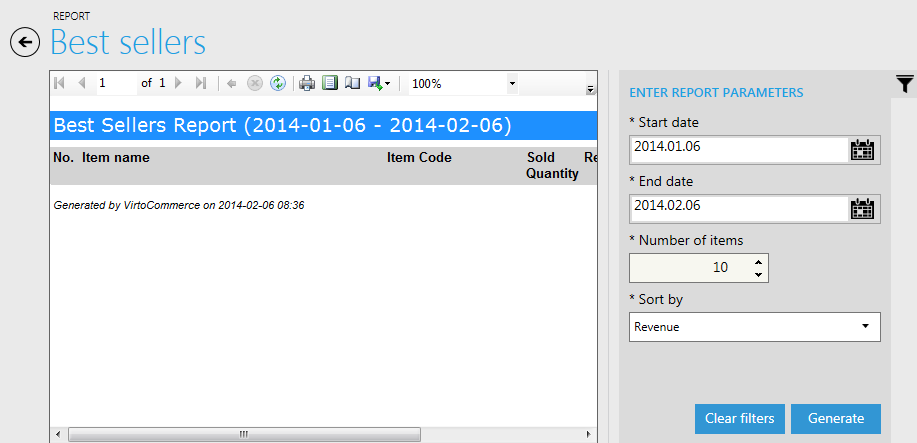 REPORT
Best sellers
1 of 1 100%
Best Sellers Report (2014-01-06 - 2014-02-06)
No. Item name Item Code Sold Quantity Re
Generated by VirtoCommerce on 2014-02-06 08:36
ENTER REPORT PARAMETERS
* Start date
2014.01.06
* End date
2014.02.06
* Number of items
10
* Sort by
Revenue
Clear filters Generate